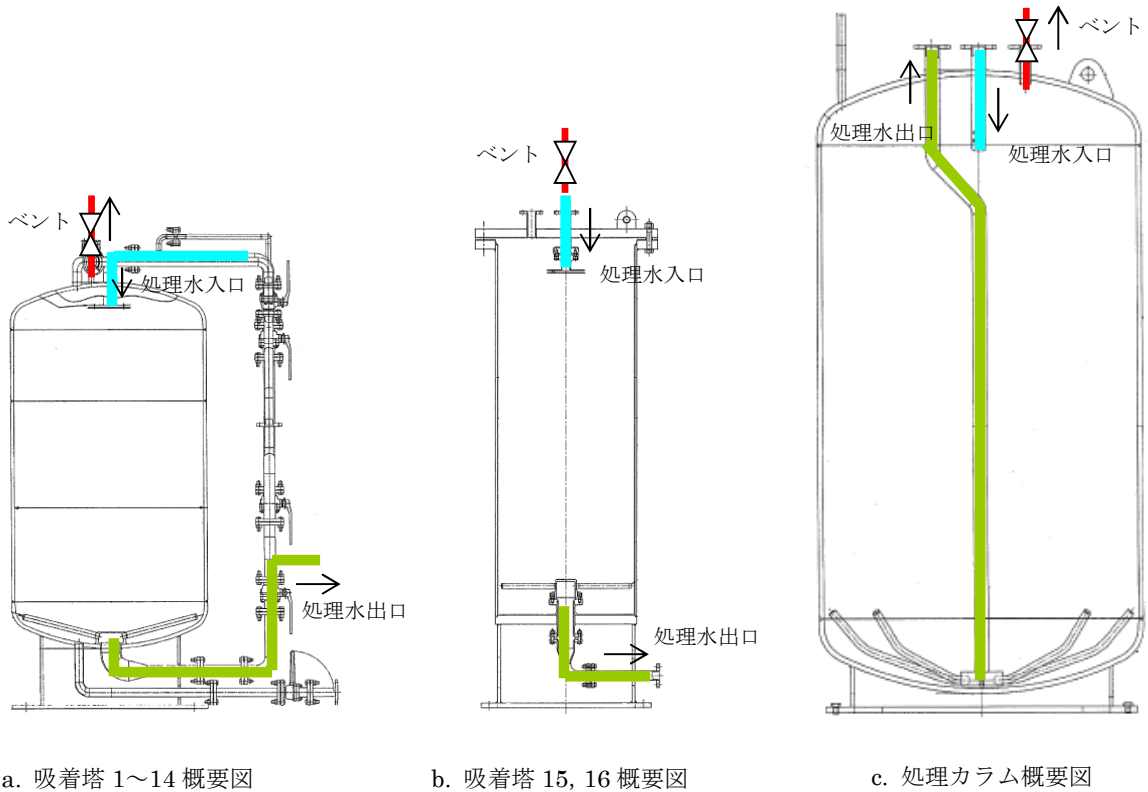 ベント
処理水入口
処理水出口
a. 吸着塔 1～14 概要図
ベント
処理水入口
処理水出口
b. 吸着塔 15, 16 概要図
ベント
処理水出口
処理水入口
c. 処理カラム概要図